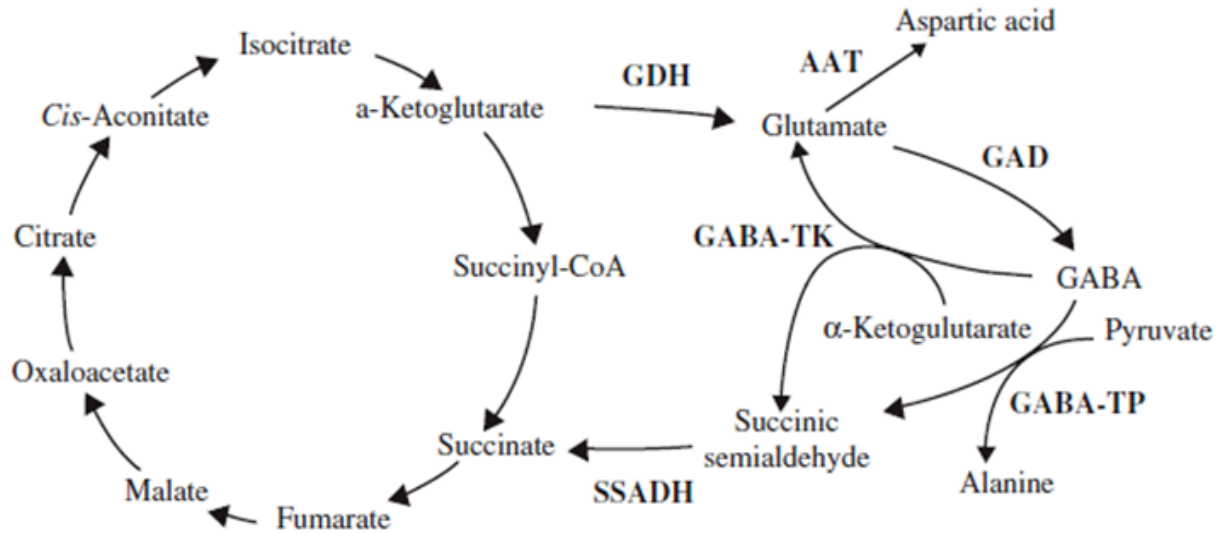 Aspartic acid
Isocitrate
GDH
AAT
Cis-Aconitate
a-Ketoglutarate
Glutamate
GAD
Citrate
GABA-TK
Succinyl-CoA
GABA
α-Ketogulutarate
Pyruvate
Oxaloacetate
GABA-TP
Succinate
Succinic
semialdehyde
SSADH
Alanine
Malate
Fumarate